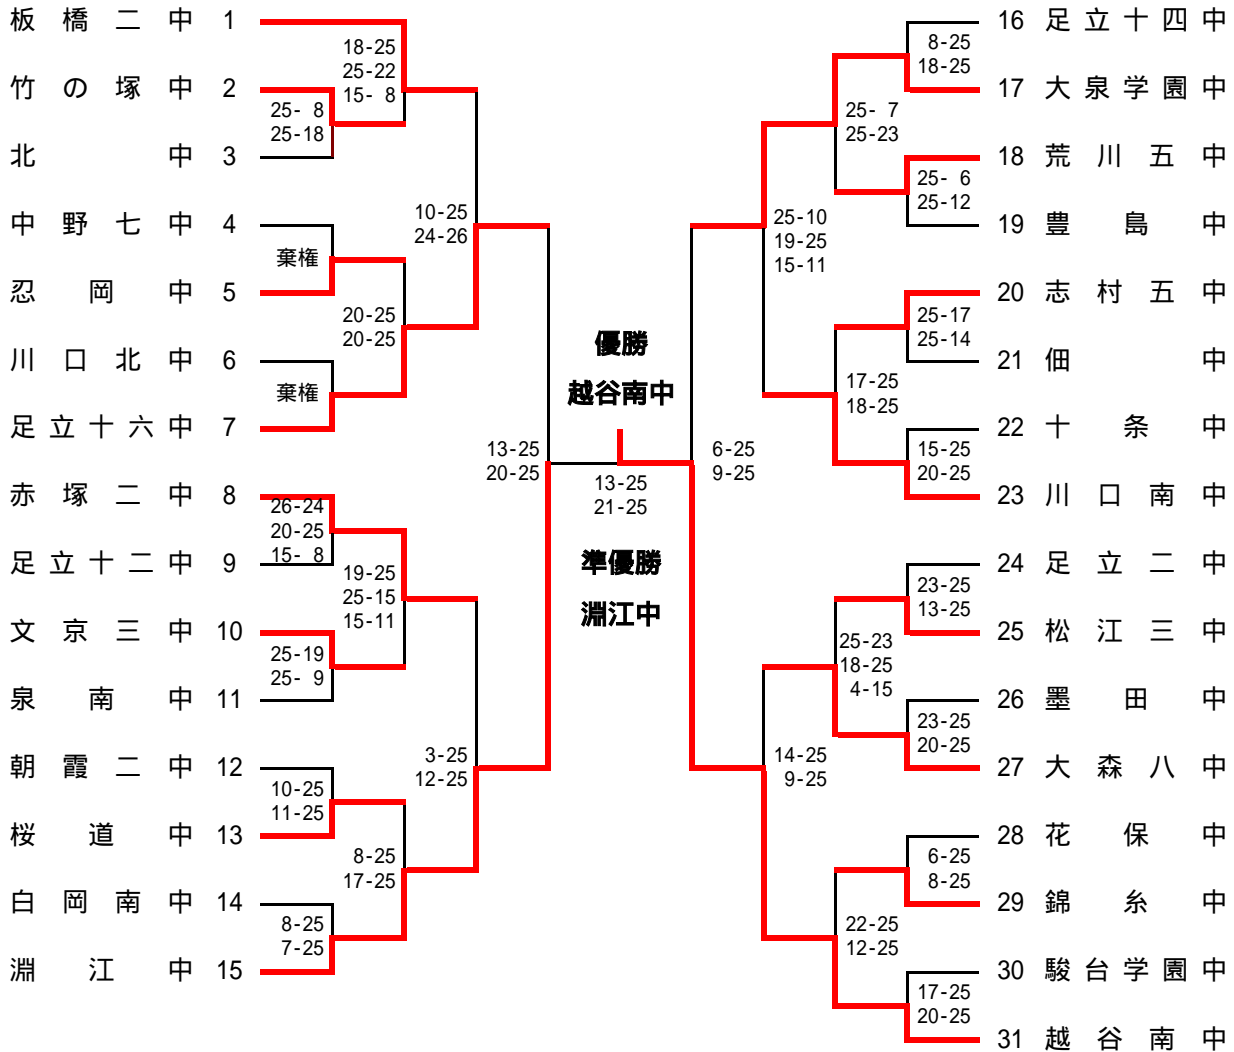 板橋二中 1
竹の塚中 2
北中 3
中野七中 4
忍岡中 5
川口北中 6
足立十六中 7
赤塚二中 8
足立十二中 9
文京三中 10
泉南中 11
朝霞二中 12
桜道中 13
白岡南中 14
淵江中 15
25- 8
25-18
棄権
棄権
26-24
20-25
15- 8
25-19
25- 9
10-25
11-25
8-25
7-25
18-25
25-22
15- 8
20-25
20-25
19-25
25-15
15-11
8-25
17-25
10-25
24-26
3-25
12-25
13-25
20-25
優勝
越谷南中
13-25
21-25
準優勝
淵江中
6-25
9-25
25-10
19-25
15-11
14-25
9-25
25- 7
25-23
17-25
18-25
25-23
18-25
4-15
22-25
12-25
8-25
18-25
25- 6
25-12
25-17
25-14
15-25
20-25
23-25
13-25
23-25
20-25
6-25
8-25
17-25
20-25
16 足立十四中
17 大泉学園中
18 荒川五中
19 豊島中
20 志村五中
21 佃中
22 十条中
23 川口南中
24 足立二中
25 松江三中
26 墨田中
27 大森八中
28 花保中
29 錦糸中
30 駿台学園中
31 越谷南中